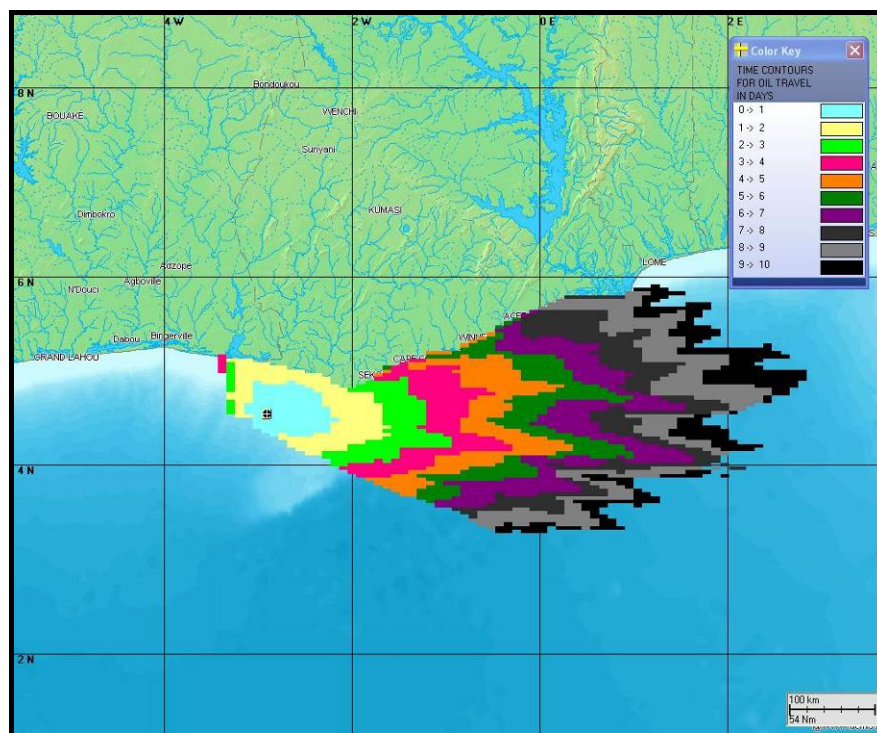 4 W
2 W
0 E
2 E
Color Key
TIME CONTOURS
FOR OIL TRAVEL
IN DAYS
0 -> 1
1 -> 2
2 -> 3
3 -> 4
4 -> 5
5 -> 6
6 -> 7
7 -> 8
8 -> 9
9 -> 10
8 N
Bondoukou
BOUAKE
WENCHI
Sunyani
Dimbokro
KUMASI
Adzope
6 N
Agboville
N'Douci
LOME
Dabou
Bingerville
GRAND LAHOU
WINNE
CAPE C
SEK
4 N
2 N
100 km
54 Nm